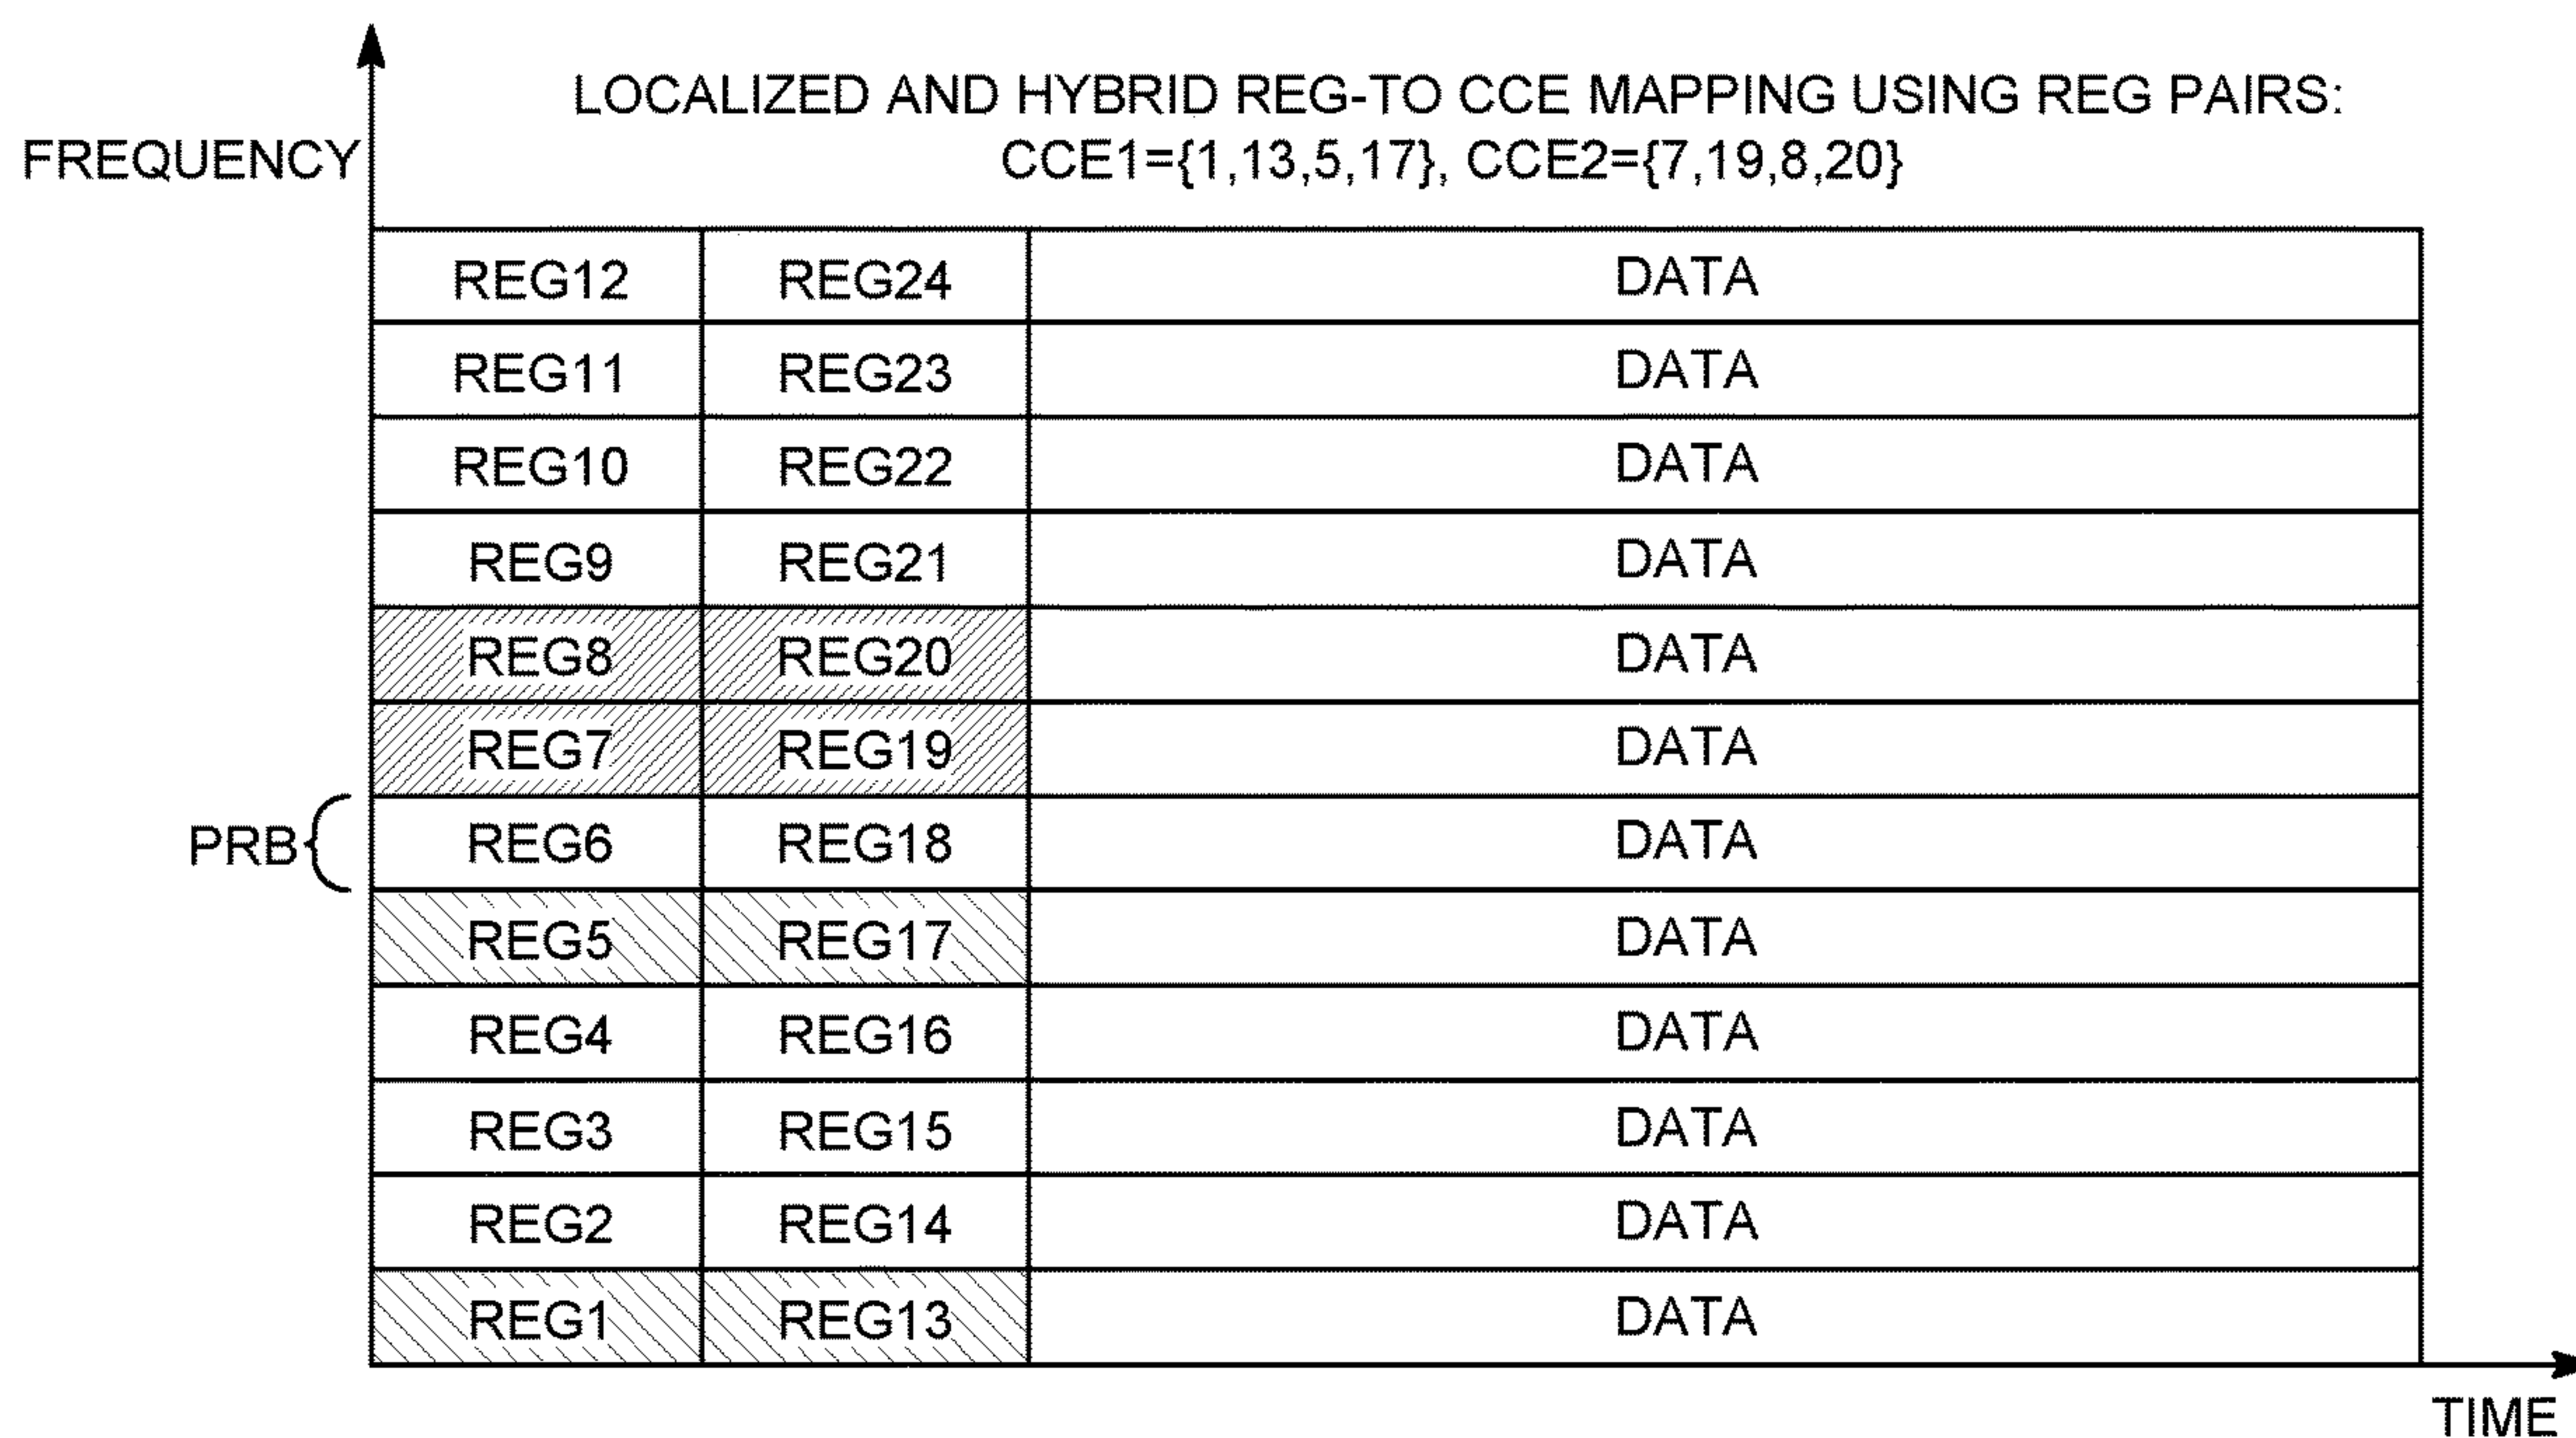 LOCALIZED AND HYBRID REG-TO CCE MAPPING USING REG PAIRS:
FREQUENCY
CCE1={1,13,5,17}, CCE2={7,19,8,20}
REG12 REG24 DATA
REG11 REG23 DATA
REG10 REG22 DATA
REG9 REG21 DATA
REG8 REG20 DATA
REG7 REG19 DATA
PRB REG6 REG18 DATA
REG5 REG17 DATA
REG4 REG16 DATA
REG3 REG15 DATA
REG2 REG14 DATA
REG1 REG13 DATA
TIME